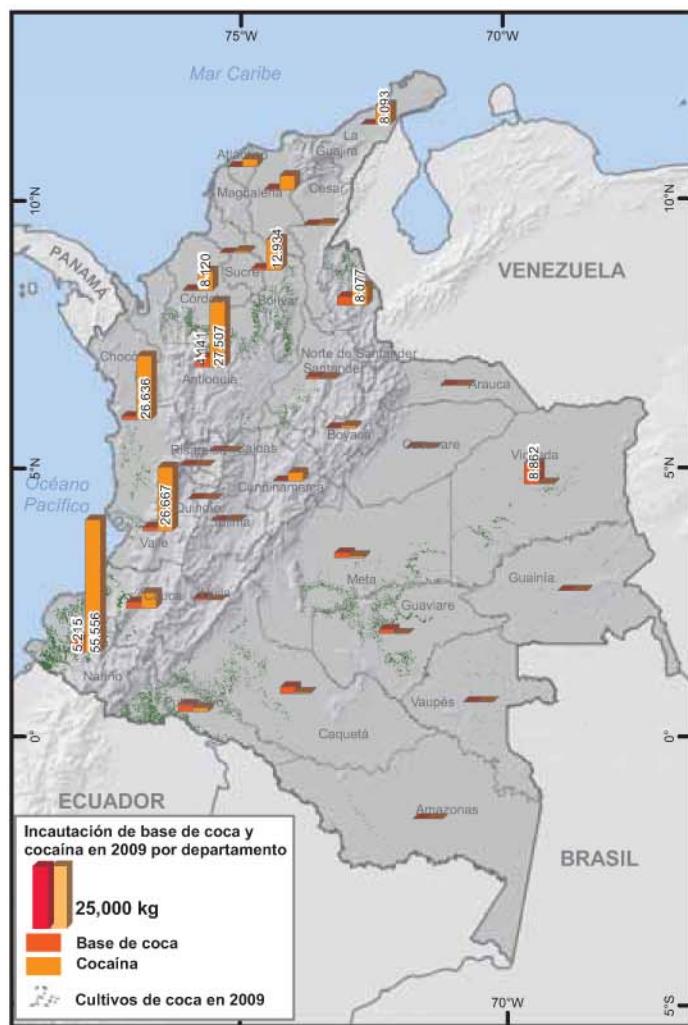 75°W
70°W
Mar Caribe
8.093
La
Guajira
Atlántico
Magdalena
Cesar
10°N
10°N
PANAMÁ
12.934
8.120
Sucre
VENEZUELA
8.077
Córdoba
Bolívar
4.141
27.507
Chocó
Norte de Santander
Santander
Antioquia
Arauca
26.636
Boyacá
Caldas
5°N
5°N
Océano
Pacífico
8.862
Cundinamarca
Quindío
26.667
Valle
Meta
Guainía
Guaviare
Cauca
5.215
55.556
Nariño
Vaupés
0°
0°
Caquetá
ECUADOR
Amazonas
BRASIL
Incautación de base de coca y
cocaína en 2009 por departamento
25,000 kg
Base de coca
Cocaína
Cultivos de coca en 2009
5°S
70°W